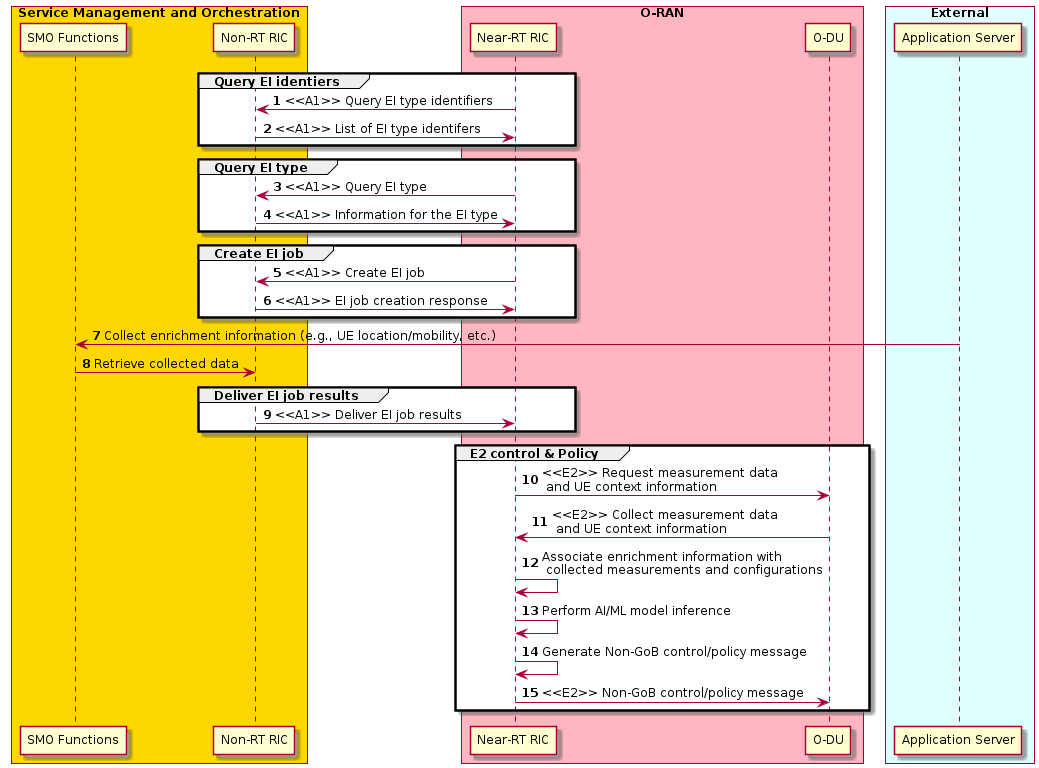 Service Management and Orchestration
O-RAN
External
SMO Functions
Non-RT RIC
Near-RT RIC
O-DU
Application Server
Query EI identiers
1 <<A1>> Query EI type identifiers
2 <<A1>> List of EI type identifers
Query EI type
3 <<A1>> Query EI type
4 <<A1>> Information for the EI type
Create EI job
5 <<A1>> Create EI job
6 <<A1>> EI job creation response
7 Collect enrichment information (e.g., UE location/mobility, etc.)
8 Retrieve collected data
Deliver EI job results
9 <<A1>> Deliver EI job results
E2 control & Policy
10 <<E2>> Request measurement data
and UE context information
11 <<E2>> Collect measurement data
and UE context information
12 Associate enrichment information with
collected measurements and configurations
13 Perform AI/ML model inference
14 Generate Non-GoB control/policy message
15 <<E2>> Non-GoB control/policy message
SMO Functions
Non-RT RIC
Near-RT RIC
O-DU
Application Server